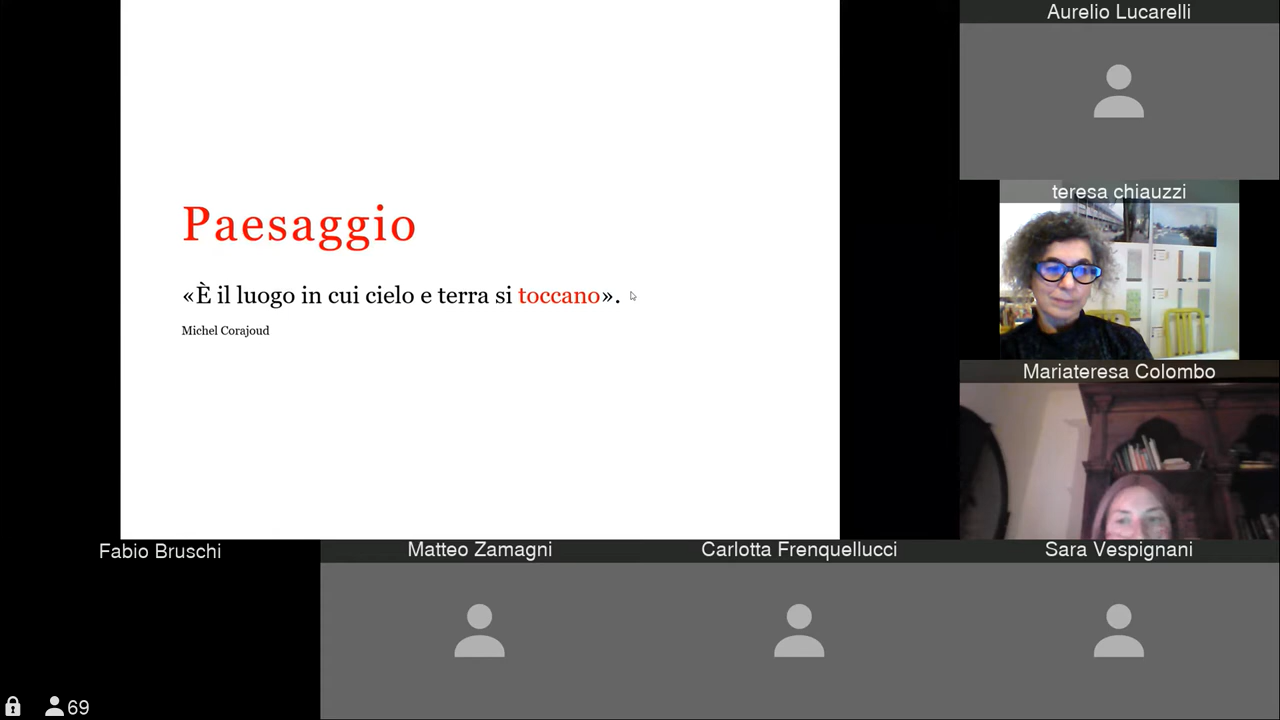 Aurelio Lucarelli
teresa chiauzzi
Paesaggio
«È il luogo in cui cielo e terra si toccano».
Michel Corajoud
Mariateresa Colombo
Fabio Bruschi
Matteo Zamagni
Carlotta Frenquellucci
Sara Vespignani
69